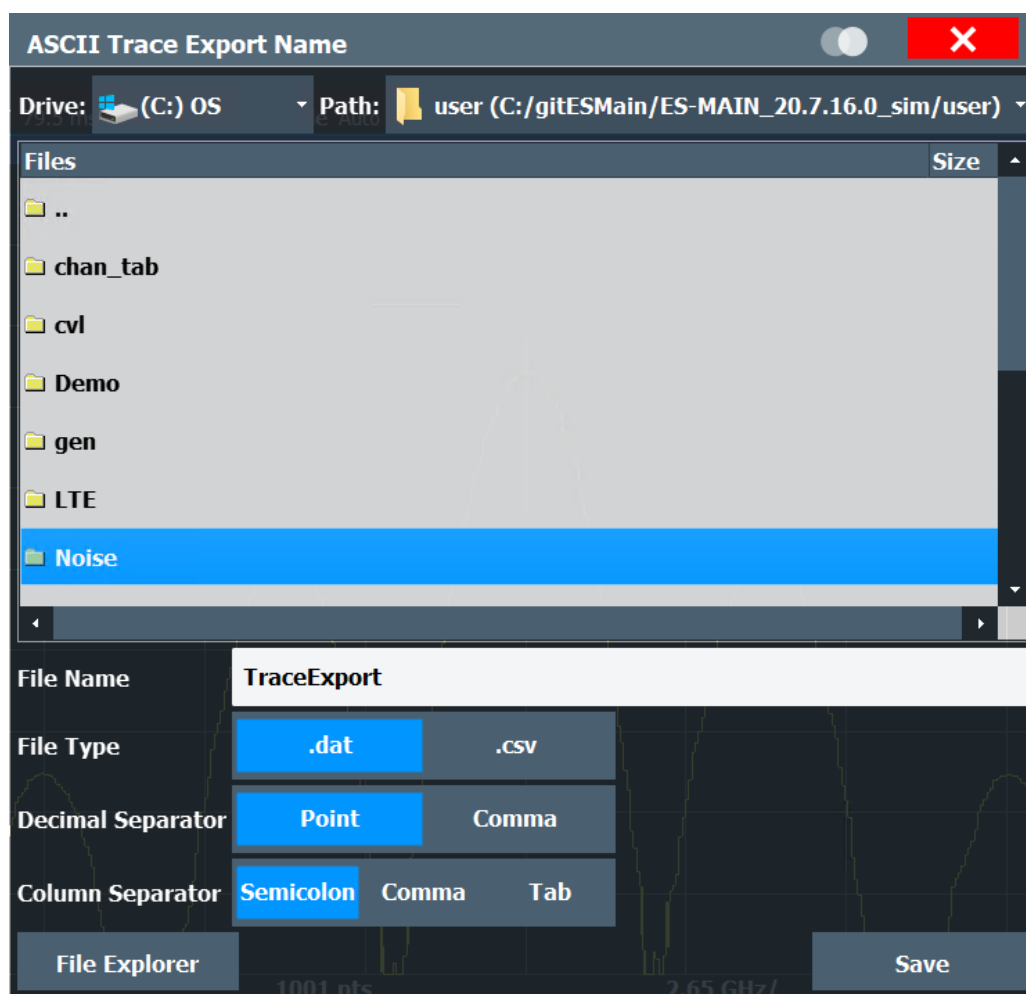 ASCII Trace Export Name
Drive: (C:) OS Path: user (C:/gitESMain/ES-MAIN_20.7.16.0_sim/user)
Files Size
..
chan_tab
cvl
Demo
gen
LTE
Noise
File Name TraceExport
File Type .dat .csv
Decimal Separator Point Comma
Column Separator Semicolon Comma Tab
File Explorer Save
1001 pts 2.65 GHz/